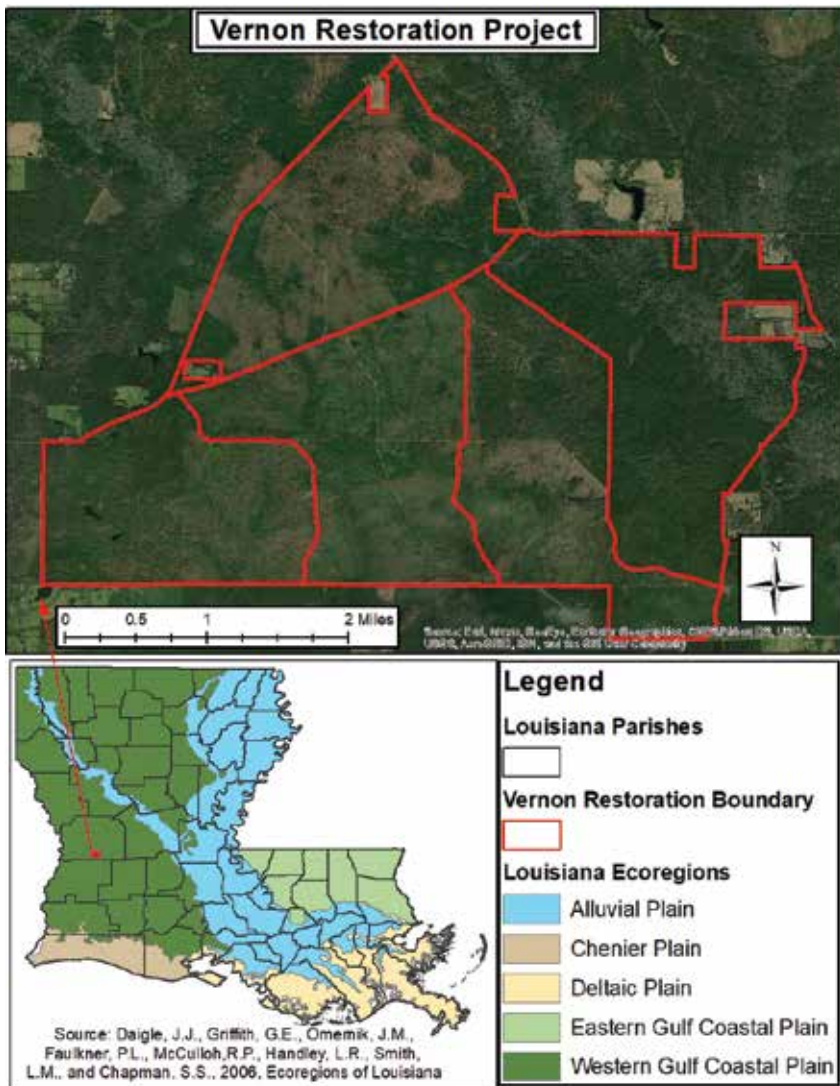 Vernon Restoration Project
N
0 0.5 1 2 Miles
Legend
Louisiana Parishes
Vernon Restoration Boundary
Louisiana Ecoregions
Alluvial Plain
Chenier Plain
Deltaic Plain
Eastern Gulf Coastal Plain
Western Gulf Coastal Plain
Source: Daigle, J.J., Griffith, G.E., Omernik, J.M.,
Faulkner, P.L., McCulloh,R.P., Handley, L.R., Smith,
L.M., and Chapman, S.S., 2006, Ecoregions of Louisiana